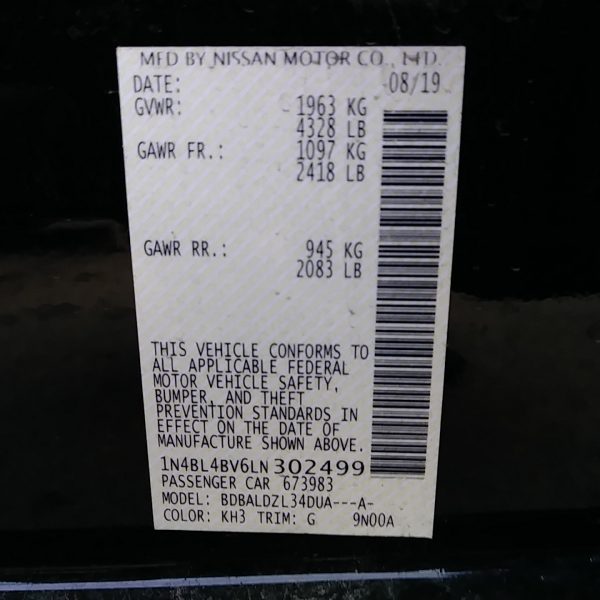 MFD BY NISSAN MOTOR CO., LTD.
DATE: 08/19
GVWR: 1963 KG
4328 LB
GAWR FR.: 1097 KG
2418 LB
GAWR RR.: 945 KG
2083 LB
THIS VEHICLE CONFORMS TO
ALL APPLICABLE FEDERAL
MOTOR VEHICLE SAFETY,
BUMPER, AND THEFT
PREVENTION STANDARDS IN
EFFECT ON THE DATE OF
MANUFACTURE SHOWN ABOVE.
1N4BL4BV6LN302499
PASSENGER CAR 673983
MODEL: BDBALDZL34DUA---A-
COLOR: KH3 TRIM: G 9N00A